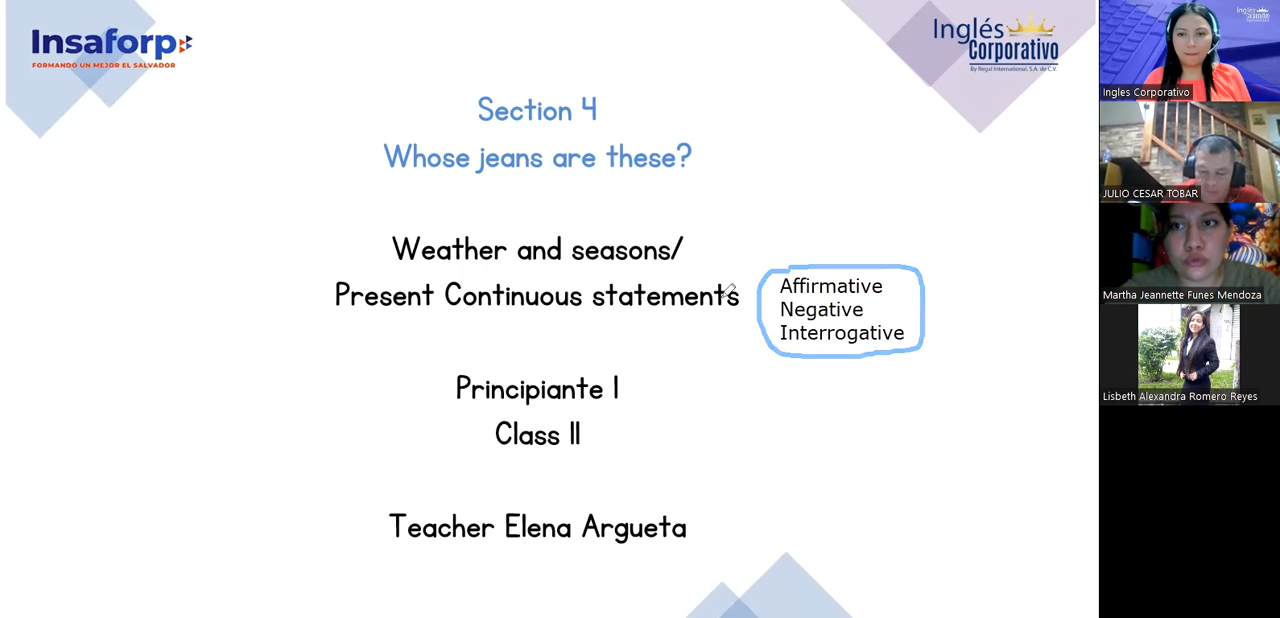 Insaforp
FORMANDO UN MEJOR EL SALVADOR
Inglés
Corporativo
By Regal International, S.A. de C.V.
Section 4
Whose jeans are these?
Weather and seasons/
Present Continuous statements
Affirmative
Negative
Interrogative
Principiante I
Class 11
Teacher Elena Argueta
Ingles Corporativo
JULIO CESAR TOBAR
Martha Jeannette Funes Mendoza
Lisbeth Alexandra Romero Reyes